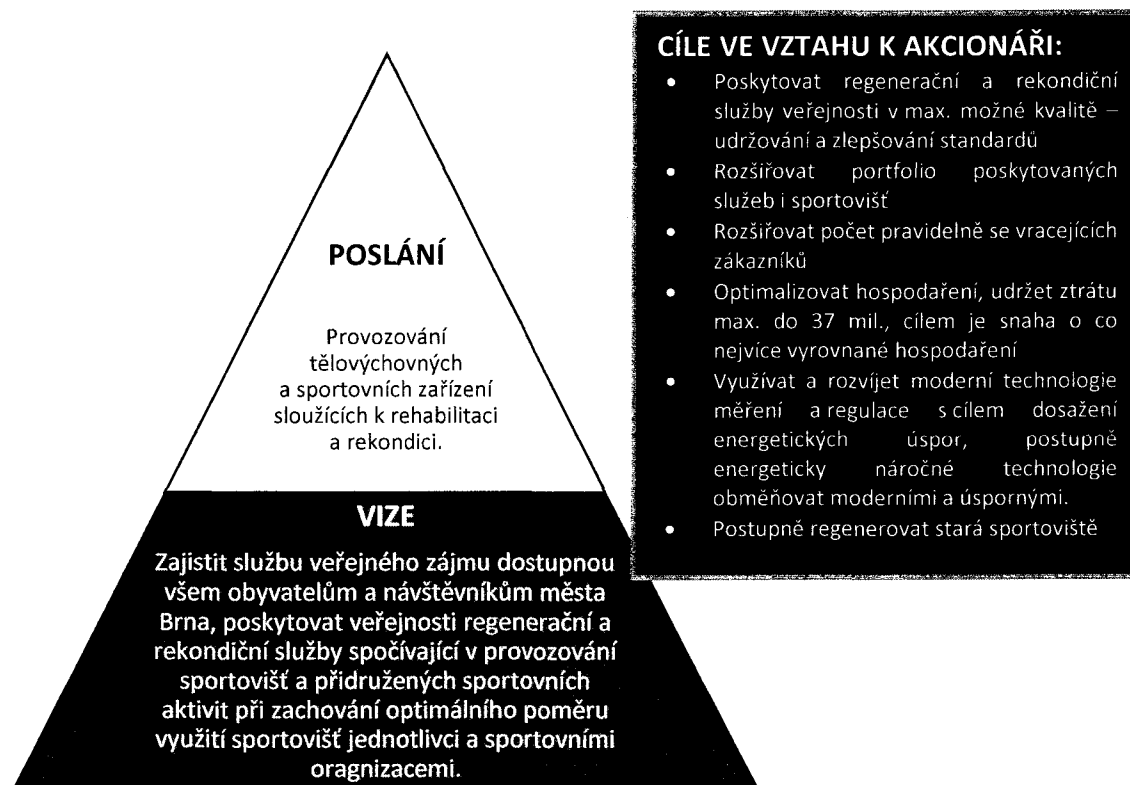 POSLÁNÍ
Provozování
tělovýchovných
a sportovních zařízení
sloužících k rehabilitaci
a rekondici.
VIZE
Zajistit službu veřejného zájmu dostupnou
všem obyvatelům a návštěvníkům města
Brna, poskytovat veřejnosti regenerační a
rekondiční služby spočívající v provozování
sportovišť a přidružených sportovních
aktivit při zachování optimálního poměru
využití sportovišť jednotlivci a sportovními
oragnizacemi.
CÍLE VE VZTAHU K AKCIONÁŘI:
• Poskytovat regenerační a rekondiční
služby veřejnosti v max. možné kvalitě –
udržování a zlepšování standardů
• Rozšiřovat portfolio poskytovaných
služeb i sportovišť
• Rozšiřovat počet pravidelně se vracejících
zákazníků
• Optimalizovat hospodaření, udržet ztrátu
max. do 37 mil., cílem je snaha o co
nejvíce vyrovnané hospodaření
• Využívat a rozvíjet moderní technologie
měření a regulace s cílem dosažení
energetických úspor, postupně
energeticky náročné technologie
obměňovat moderními a úspornými.
• Postupně regenerovat stará sportoviště